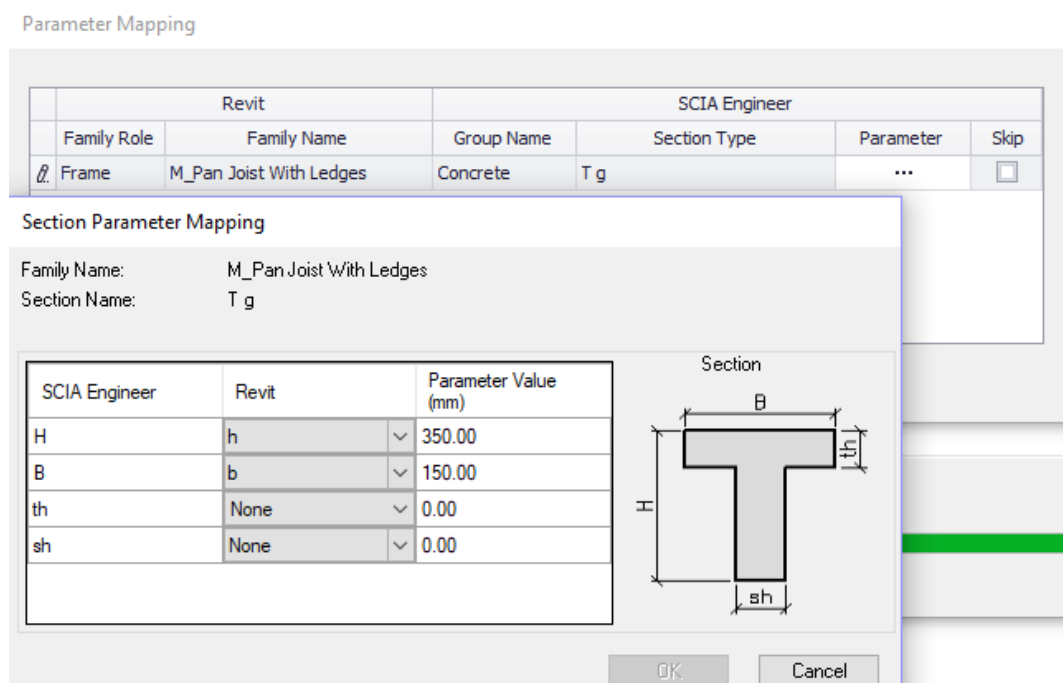 Parameter Mapping
Revit SCIA Engineer
Family Role Family Name Group Name Section Type Parameter Skip
Frame M_Pan Joist With Ledges Concrete T g ...
Section Parameter Mapping
Family Name: M_Pan Joist With Ledges
Section Name: T g
Section
SCIA Engineer Revit Parameter Value
(mm)
B
th
H h 350.00
B b 150.00
H
th None 0.00
sh None 0.00
sh
OK Cancel